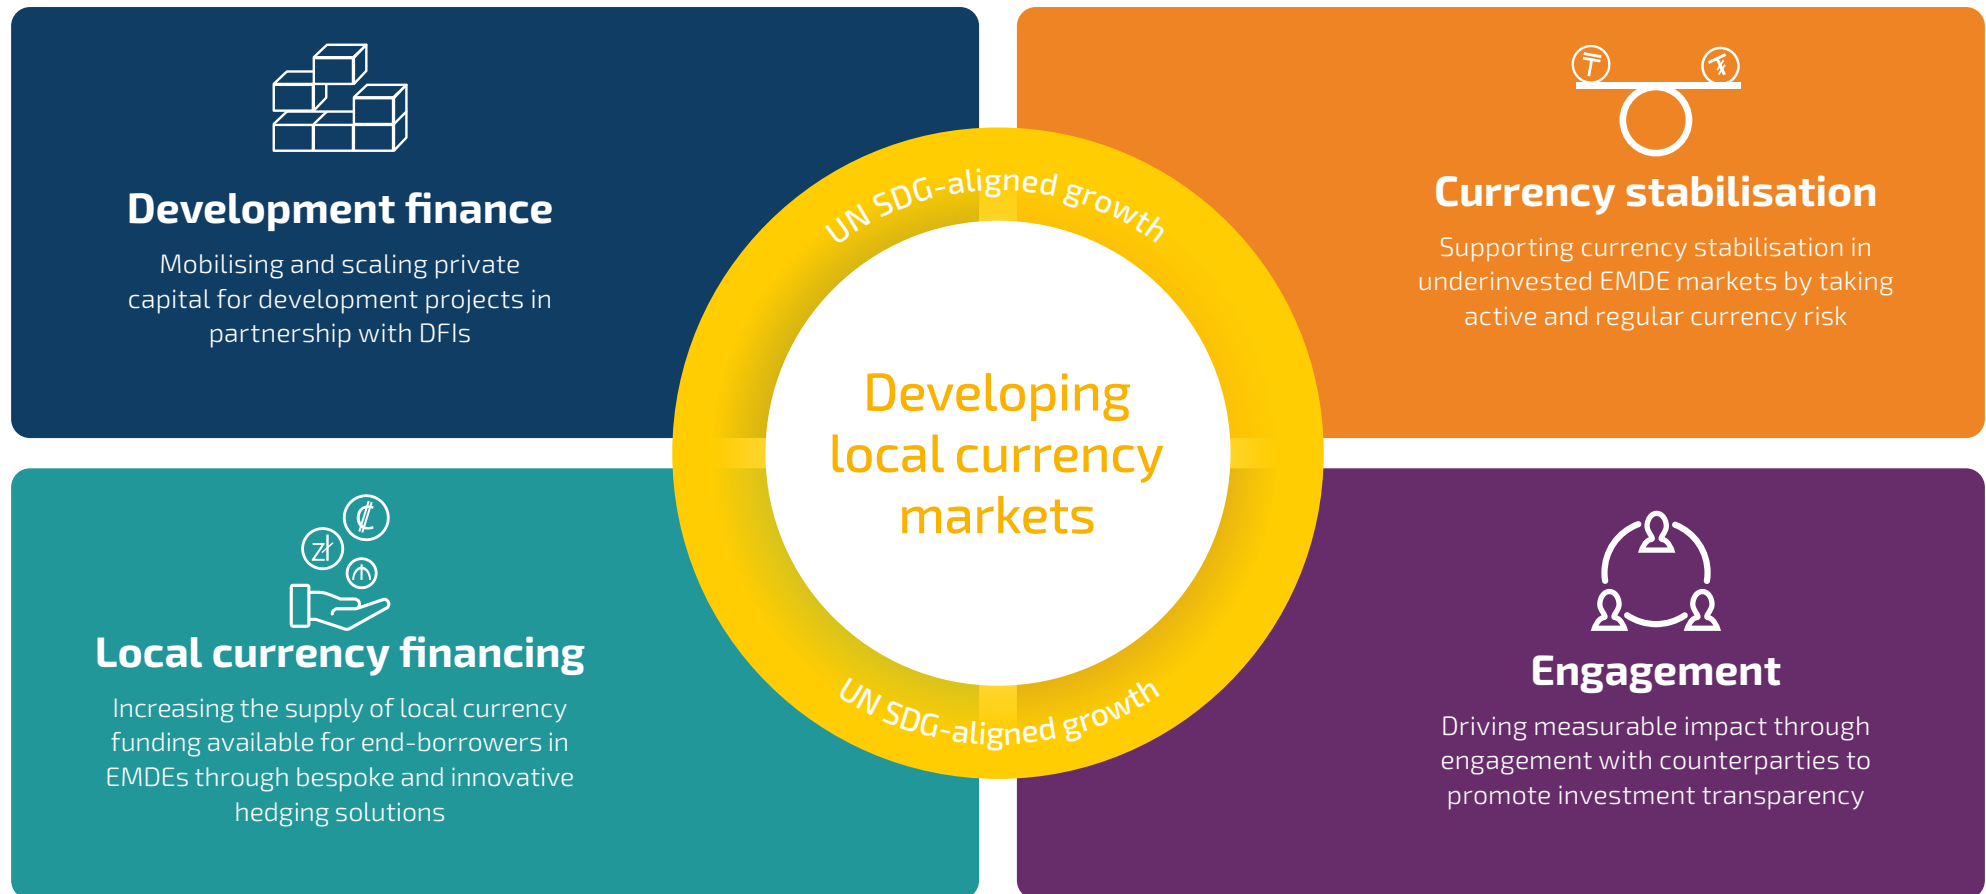 Development finance
Mobilising and scaling private
capital for development projects in
partnership with DFIs
₸
Currency stabilisation
Supporting currency stabilisation in
underinvested EMDE markets by taking
active and regular currency risk
UN SDG-aligned growth
Developing
local currency
markets
UN SDG-aligned growth
₡
zł
₼
Local currency financing
Increasing the supply of local currency
funding available for end-borrowers in
EMDEs through bespoke and innovative
hedging solutions
Engagement
Driving measurable impact through
engagement with counterparties to
promote investment transparency